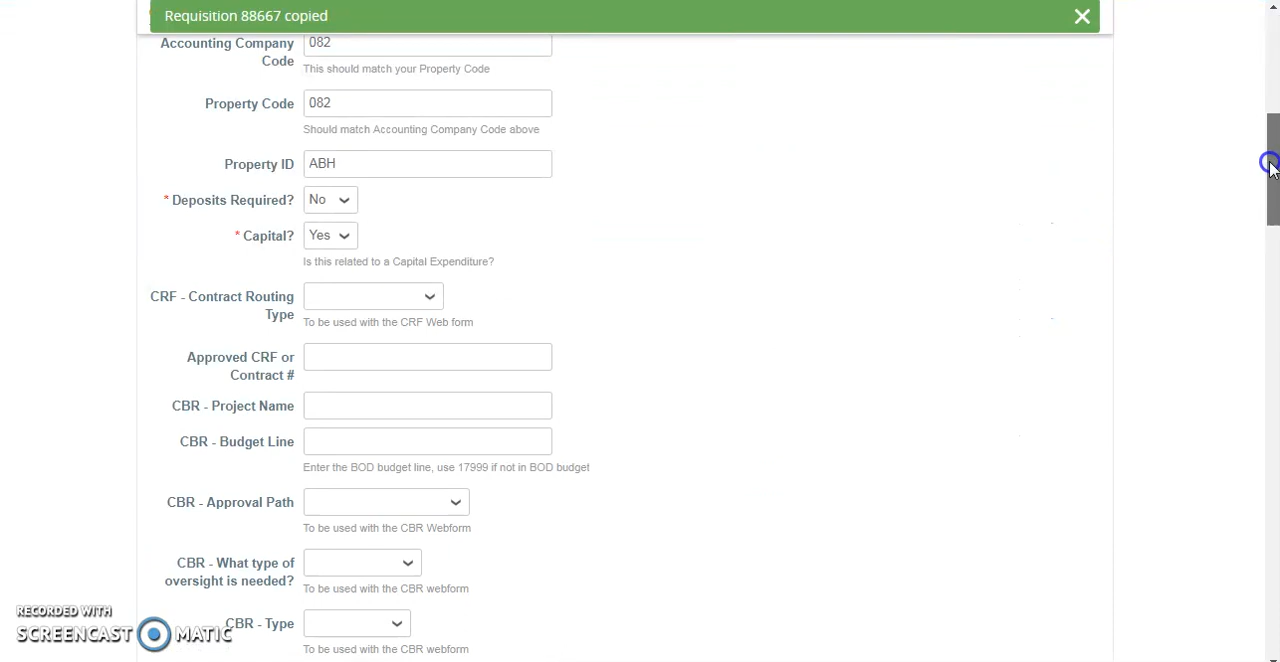 Requisition 88667 copied
Accounting Company
Code
082
This should match your Property Code
Property Code
082
Should match Accounting Company Code above
Property ID
ABH
* Deposits Required?
No
* Capital?
Yes
Is this related to a Capital Expenditure?
CRF - Contract Routing
Type
To be used with the CRF Web form
Approved CRF or
Contract #
CBR - Project Name
CBR - Budget Line
Enter the BOD budget line, use 17999 if not in BOD budget
CBR - Approval Path
To be used with the CBR Webform
CBR - What type of
oversight is needed?
To be used with the CBR webform
CBR - Type
To be used with the CBR webform
RECORDED WITH
SCREENCAST MATIC